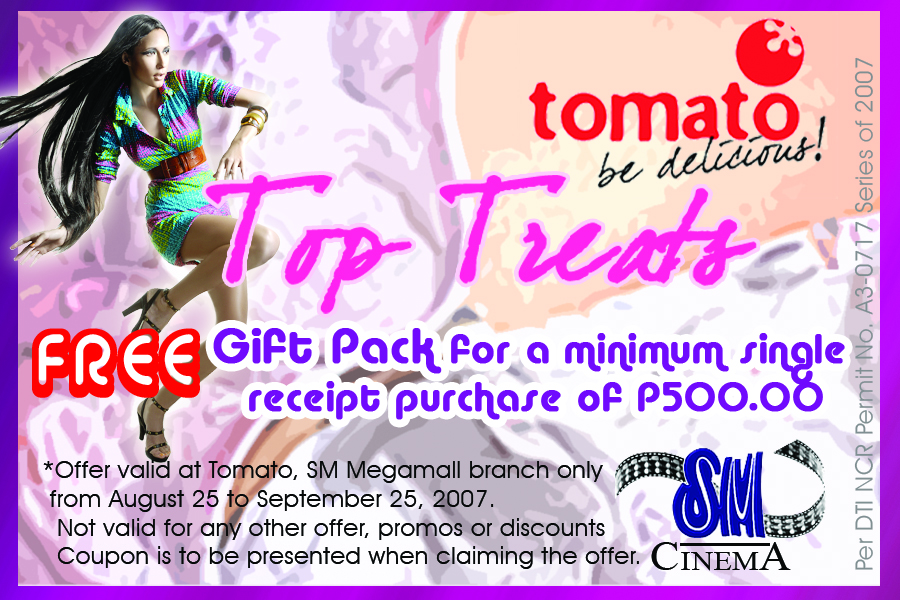 tomato
be delicious!
Top Treats
FREE Gift Pack for a minimum single
receipt purchase of P500.00
*Offer valid at Tomato, SM Megamall branch only
from August 25 to September 25, 2007.
Not valid for any other offer, promos or discounts
Coupon is to be presented when claiming the offer.
SM
CINEMA
Per DTI NCR Permit No. A3-0717 Series of 2007